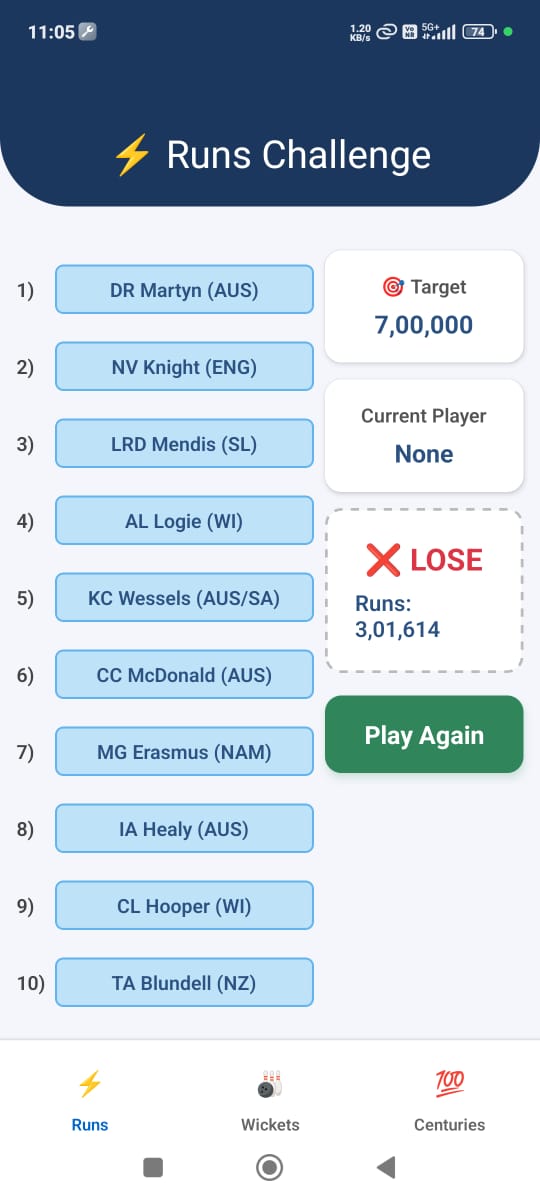 11:05
1.20 KB/s
Vo NR
5G+
74
⚡ Runs Challenge
1) DR Martyn (AUS)
2) NV Knight (ENG)
3) LRD Mendis (SL)
4) AL Logie (WI)
5) KC Wessels (AUS/SA)
6) CC McDonald (AUS)
7) MG Erasmus (NAM)
8) IA Healy (AUS)
9) CL Hooper (WI)
10) TA Blundell (NZ)
🎯 Target
7,00,000
Current Player
None
❌ LOSE
Runs:
3,01,614
Play Again
Runs
Wickets
💯
Centuries